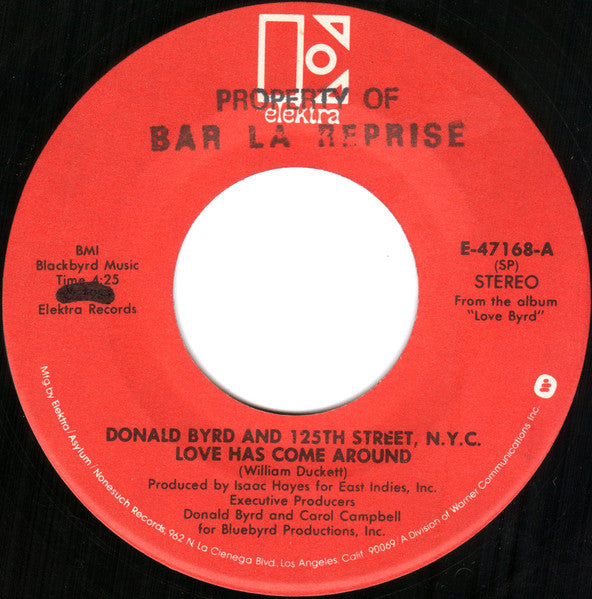 PROPERTY OF
elektra
BAR LA REPRISE
BMI
Blackbyrd Music
Time 4:25
Elektra Records
E-47168-A
(SP)
STEREO
From the album
"Love Byrd"
DONALD BYRD AND 125TH STREET, N.Y.C.
LOVE HAS COME AROUND
(William Duckett)
Produced by Isaac Hayes for East Indies, Inc.
Executive Producers
Donald Byrd and Carol Campbell
for Bluebyrd Productions, Inc.
Mfg. by Elektra/Asylum/Nonesuch Records, 962 N. La Cienega Blvd. Los Angeles, Calif. 90069/A Division of Warner Communications Inc.